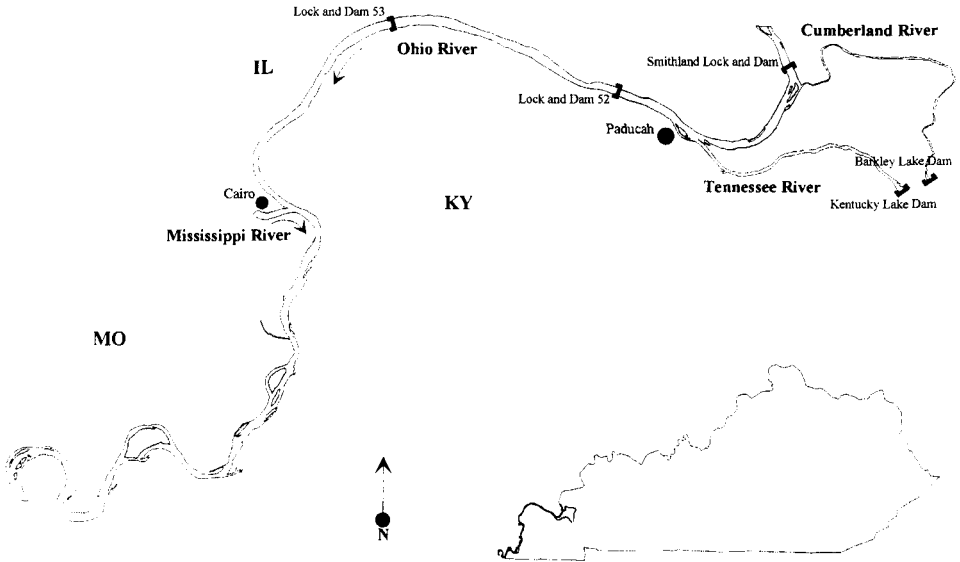 Lock and Dam 53
Cumberland River
Ohio River
IL
Smithland Lock and Dam
Lock and Dam 52
Paducah
Barkley Lake Dam
Tennessee River
Cairo
KY
Kentucky Lake Dam
Mississippi River
MO
N